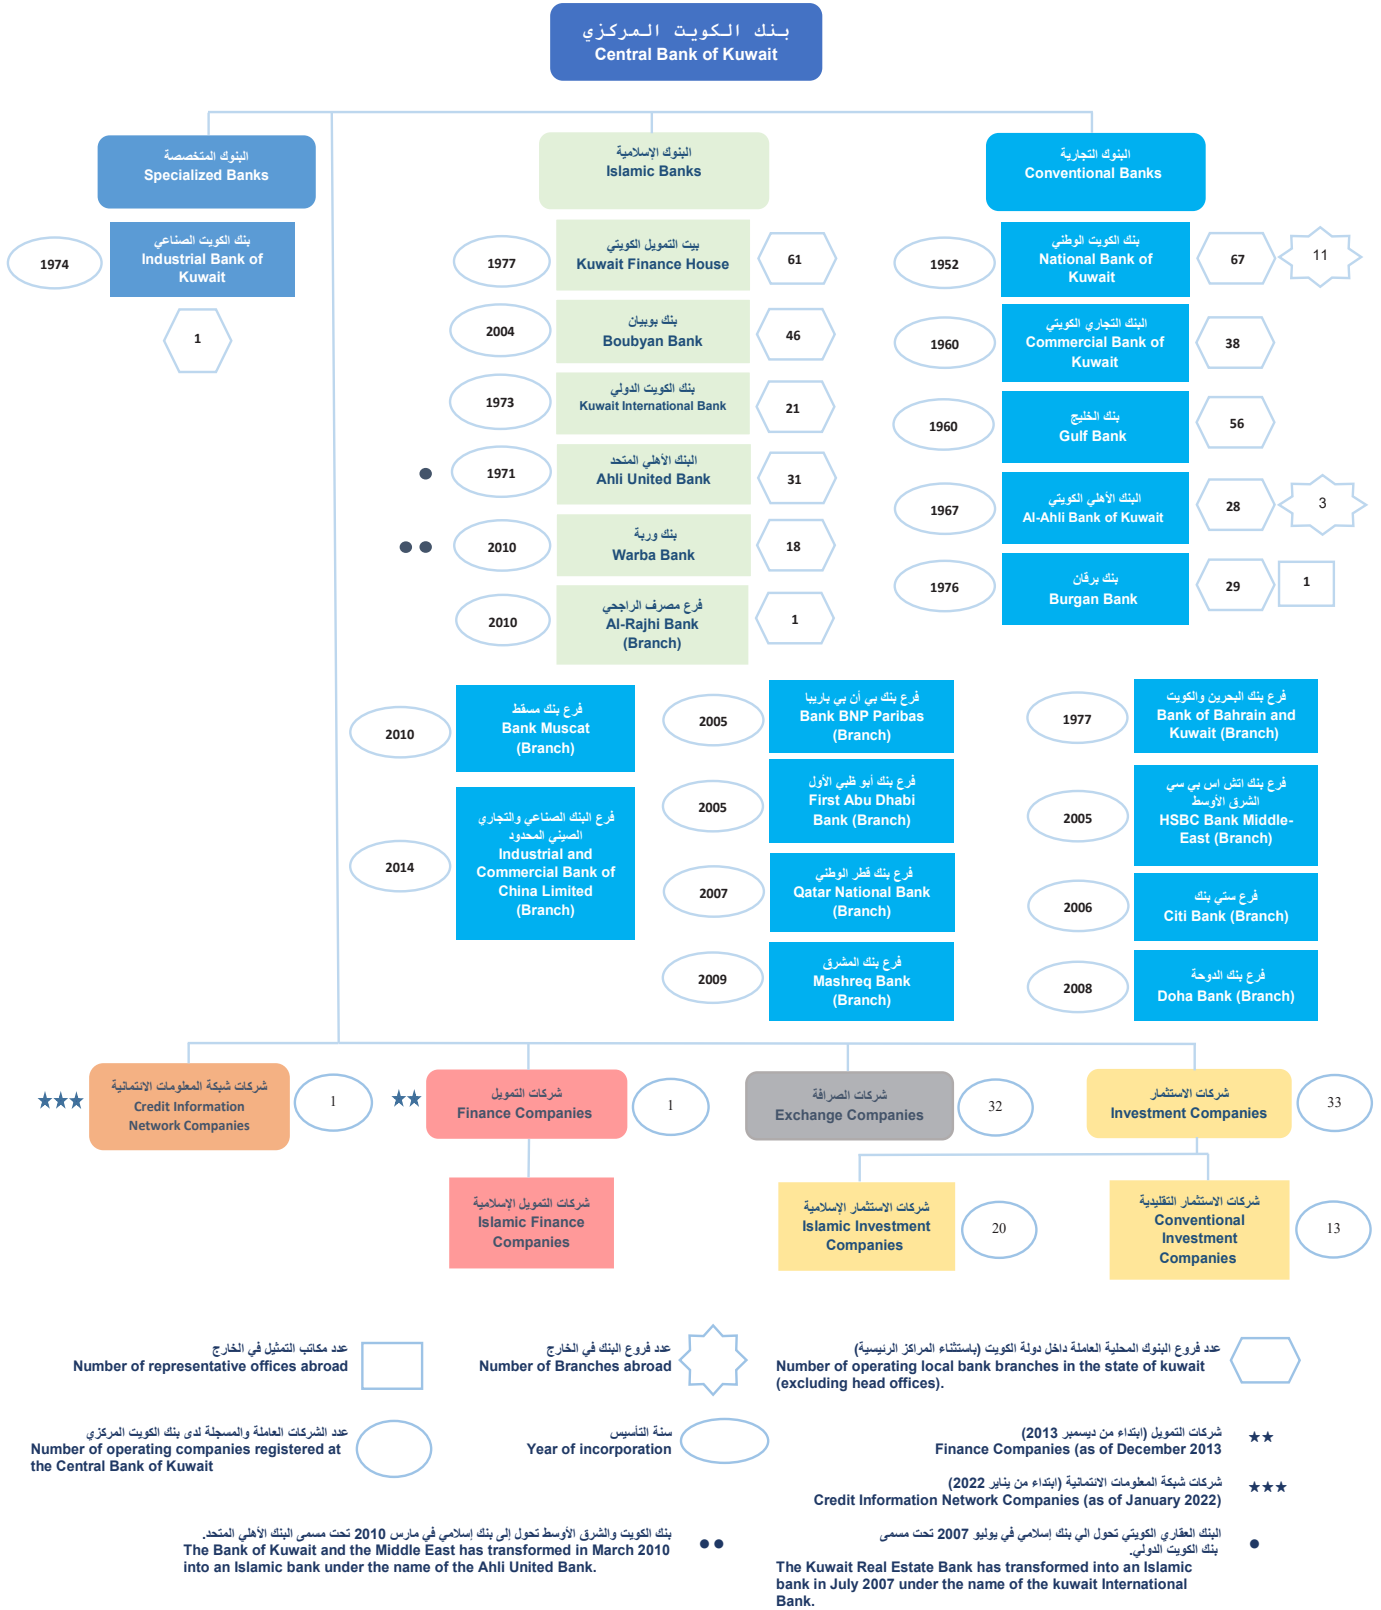 بنك الكويت المركزي
Central Bank of Kuwait
البنوك المتخصصة
Specialized Banks
البنوك الإسلامية
Islamic Banks
البنوك التجارية
Conventional Banks
1974
بنك الكويت الصناعي
Industrial Bank of
Kuwait
1
1977
بيت التمويل الكويتي
Kuwait Finance House
61
2004
بنك بوبيان
Boubyan Bank
46
1973
بنك الكويت الدولي
Kuwait International Bank
21
●
1971
البنك الأهلي المتحد
Ahli United Bank
31
● ●
2010
بنك وربة
Warba Bank
18
2010
فرع مصرف الراجحي
Al-Rajhi Bank
(Branch)
1
1952
بنك الكويت الوطني
National Bank of
Kuwait
67
11
1960
البنك التجاري الكويتي
Commercial Bank of
Kuwait
38
1960
بنك الخليج
Gulf Bank
56
1967
البنك الأهلي الكويتي
Al-Ahli Bank of Kuwait
28
3
1976
بنك برقان
Burgan Bank
29
1
2010
فرع بنك مسقط
Bank Muscat
(Branch)
2014
فرع البنك الصناعي والتجاري
الصيني المحدود
Industrial and
Commercial Bank of
China Limited
(Branch)
2005
فرع بنك بي أن بي باريبا
Bank BNP Paribas
(Branch)
2005
فرع بنك أبو ظبي الأول
First Abu Dhabi
Bank (Branch)
2007
فرع بنك قطر الوطني
Qatar National Bank
(Branch)
2009
فرع بنك المشرق
Mashreq Bank
(Branch)
1977
فرع بنك البحرين والكويت
Bank of Bahrain and
Kuwait (Branch)
2005
فرع بنك اتش اس بي سي
الشرق الأوسط
HSBC Bank Middle-
East (Branch)
2006
فرع ستي بنك
Citi Bank (Branch)
2008
فرع بنك الدوحة
Doha Bank (Branch)
★★★
شركات شبكة المعلومات الائتمانية
Credit Information
Network Companies
1
★★
شركات التمويل
Finance Companies
1
شركات الصرافة
Exchange Companies
32
شركات الاستثمار
Investment Companies
33
شركات التمويل الإسلامية
Islamic Finance
Companies
شركات الاستثمار الإسلامية
Islamic Investment
Companies
20
شركات الاستثمار التقليدية
Conventional
Investment
Companies
13
عدد مكاتب التمثيل في الخارج
Number of representative offices abroad
عدد فروع البنك في الخارج
Number of Branches abroad
عدد فروع البنوك المحلية العاملة داخل دولة الكويت (باستثناء المراكز الرئيسية)
Number of operating local bank branches in the state of kuwait
(excluding head offices).
عدد الشركات العاملة والمسجلة لدى بنك الكويت المركزي
Number of operating companies registered at
the Central Bank of Kuwait
سنة التأسيس
Year of incorporation
شركات التمويل (ابتداء من ديسمبر 2013)
Finance Companies (as of December 2013
★★
شركات شبكة المعلومات الائتمانية (ابتداء من يناير 2022)
Credit Information Network Companies (as of January 2022)
★★★
بنك الكويت والشرق الأوسط تحول إلى بنك إسلامي في مارس 2010 تحت مسمى البنك الأهلي المتحد.
The Bank of Kuwait and the Middle East has transformed in March 2010
into an Islamic bank under the name of the Ahli United Bank.
● ●
البنك العقاري الكويتي تحول الي بنك إسلامي في يوليو 2007 تحت مسمى
بنك الكويت الدولي.
The Kuwait Real Estate Bank has transformed into an Islamic
bank in July 2007 under the name of the kuwait International
Bank.
●